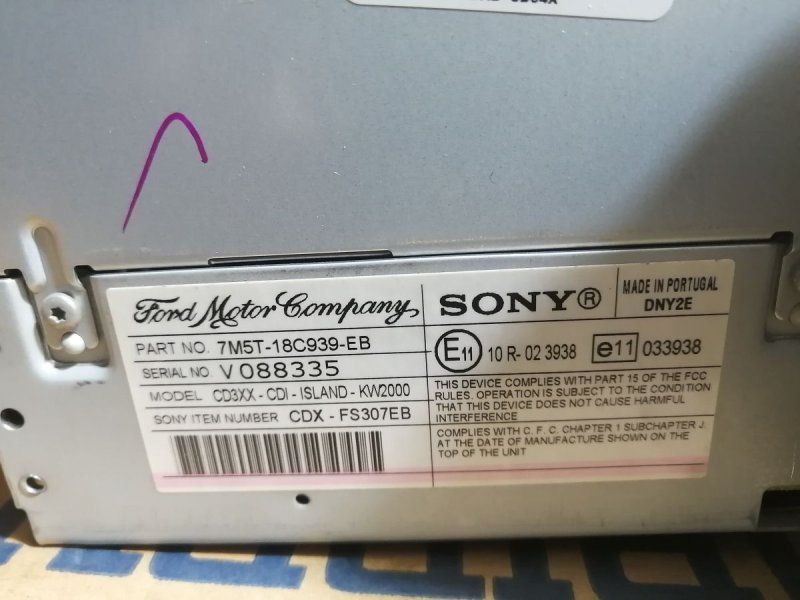 Ford Motor Company
SONY®
MADE IN PORTUGAL
DNY2E
PART NO. 7M5T-18C939-EB
SERIAL NO. V088335
MODEL CD3XX - CDI - ISLAND - KW2000
SONY ITEM NUMBER CDX - FS307EB
E11 10 R- 02 3938
e11 033938
THIS DEVICE COMPLIES WITH PART 15 OF THE FCC
RULES. OPERATION IS SUBJECT TO THE CONDITION
THAT THIS DEVICE DOES NOT CAUSE HARMFUL
INTERFERENCE
COMPLIES WITH C. F. C. CHAPTER 1 SUBCHAPTER J.
AT THE DATE OF MANUFACTURE SHOWN ON THE
TOP OF THE UNIT